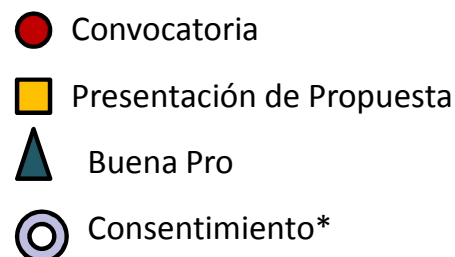 Convocatoria
Presentación de Propuesta
Buena Pro
Consentimiento*